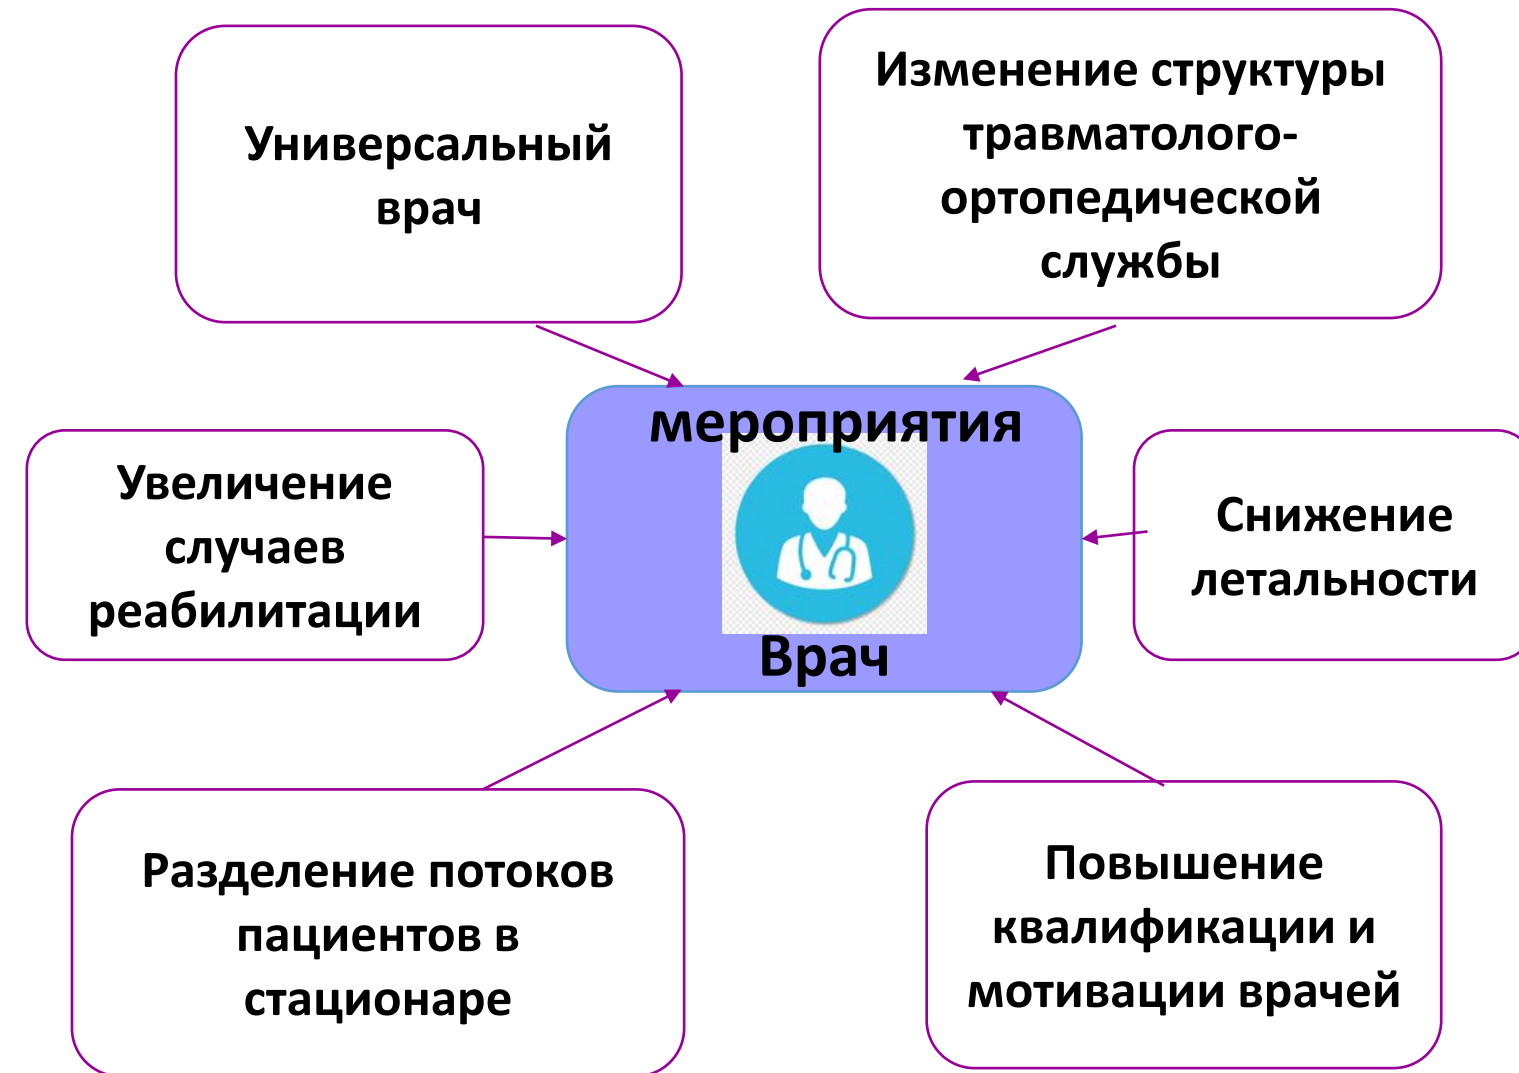 Универсальный
врач
Изменение структуры
травматолого-
ортопедической
службы
мероприятия
Врач
Увеличение
случаев
реабилитации
Снижение
летальности
Разделение потоков
пациентов в
стационаре
Повышение
квалификации и
мотивации врачей